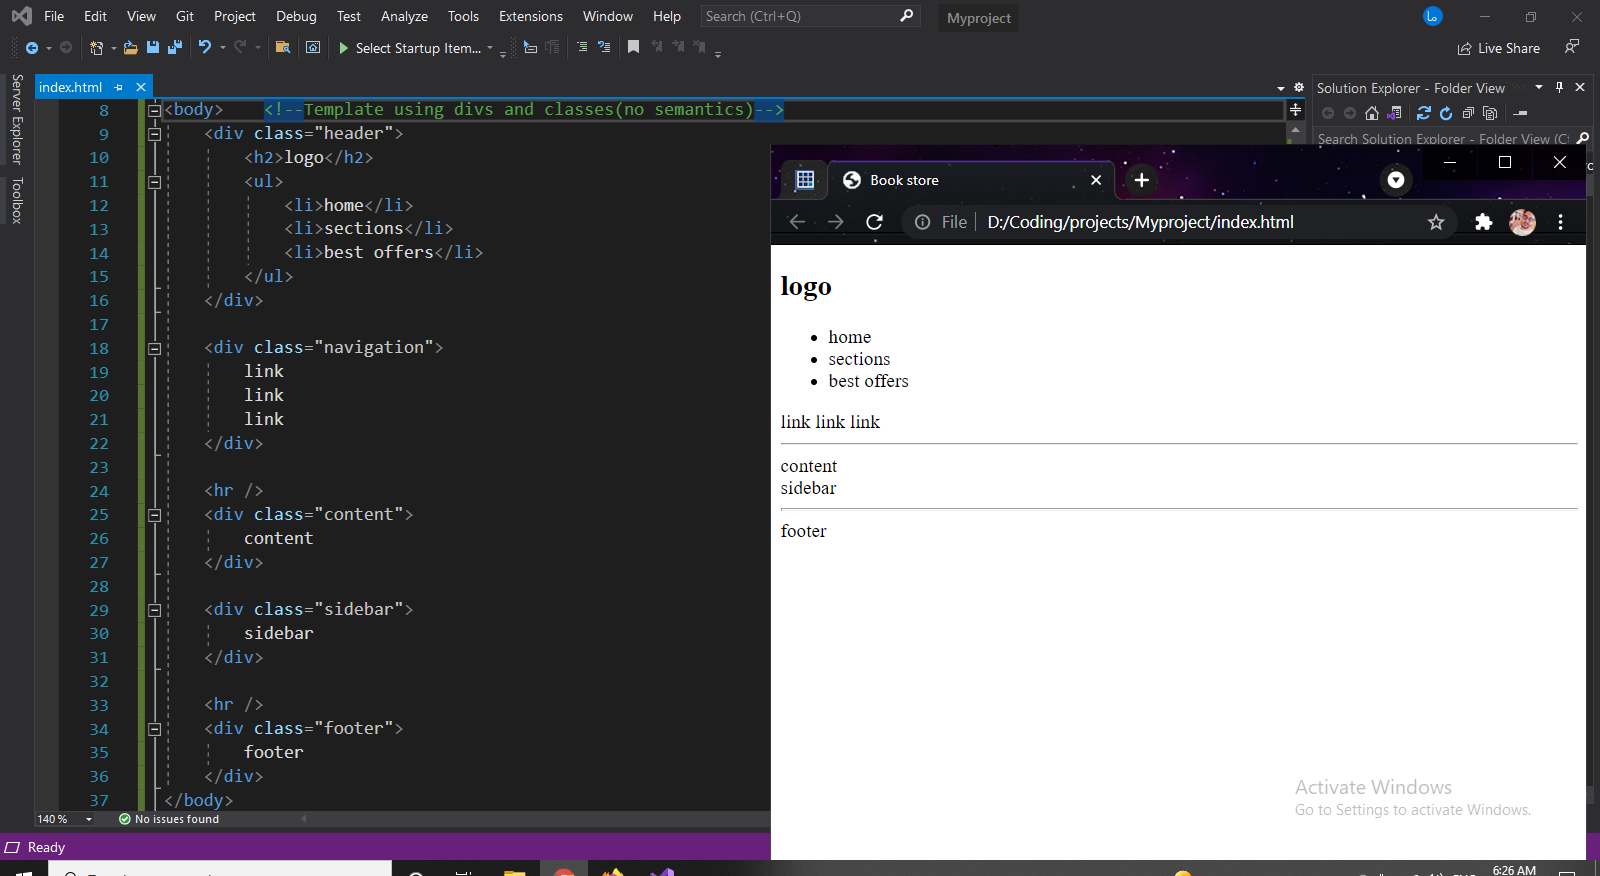 File Edit View Git Project Debug Test Analyze Tools Extensions Window Help Search (Ctrl+Q) Myproject
Select Startup Item... Live Share
Server Explorer
Toolbox
index.html
Solution Explorer - Folder View
Search Solution Explorer - Folder View (Ct
8 <body> <!--Template using divs and classes(no semantics)-->
9 <div class="header">
10 <h2>logo</h2>
11 <ul>
12 <li>home</li>
13 <li>sections</li>
14 <li>best offers</li>
15 </ul>
16 </div>
17
18 <div class="navigation">
19 link
20 link
21 link
22 </div>
23
24 <hr />
25 <div class="content">
26 content
27 </div>
28
29 <div class="sidebar">
30 sidebar
31 </div>
32
33 <hr />
34 <div class="footer">
35 footer
36 </div>
37 </body>
140 % No issues found
Ready
Book store
File D:/Coding/projects/Myproject/index.html
logo
home
sections
best offers
link link link
content
sidebar
footer
Activate Windows
Go to Settings to activate Windows.
6:26 AM